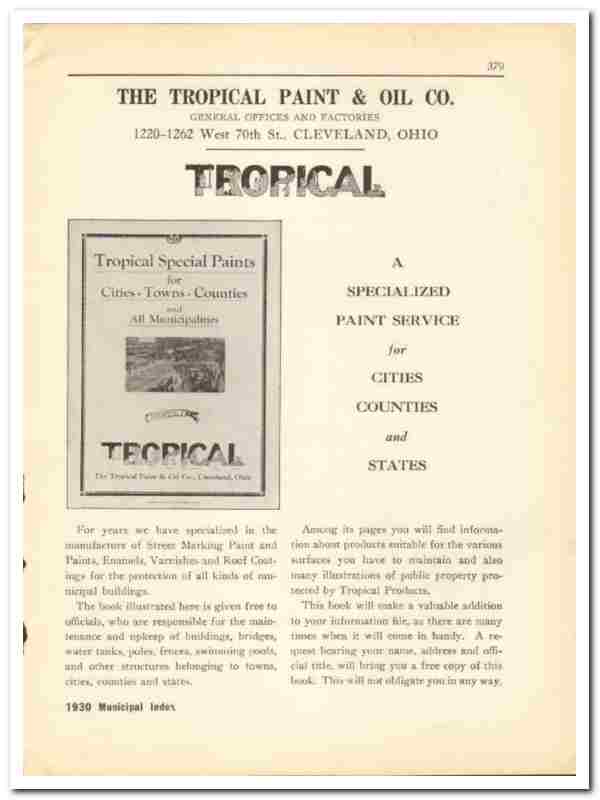 379
THE TROPICAL PAINT & OIL CO.
GENERAL OFFICES AND FACTORIES
1220-1262 West 70th St., CLEVELAND, OHIO
TROPICAL
Tropical Special Paints
for
Cities - Towns - Counties
and
All Municipalities
TROPICAL
The Tropical Paint & Oil Co., Cleveland, Ohio
A
SPECIALIZED
PAINT SERVICE
for
CITIES
COUNTIES
and
STATES
For years we have specialized in the
manufacture of Street Marking Paint and
Paints, Enamels, Varnishes and Roof Coat-
ings for the protection of all kinds of mu-
nicipal buildings.
The book illustrated here is given free to
officials, who are responsible for the main-
tenance and upkeep of buildings, bridges,
water tanks, poles, fences, swimming pools,
and other structures belonging to towns,
cities, counties and states.
Among its pages you will find informa-
tion about products suitable for the various
surfaces you have to maintain and also
many illustrations of public property pro-
tected by Tropical Products.
This book will make a valuable addition
to your information file, as there are many
times when it will come in handy. A re-
quest bearing your name, address and offi-
cial title, will bring you a free copy of this
book. This will not obligate you in any way.
1930 Municipal Index